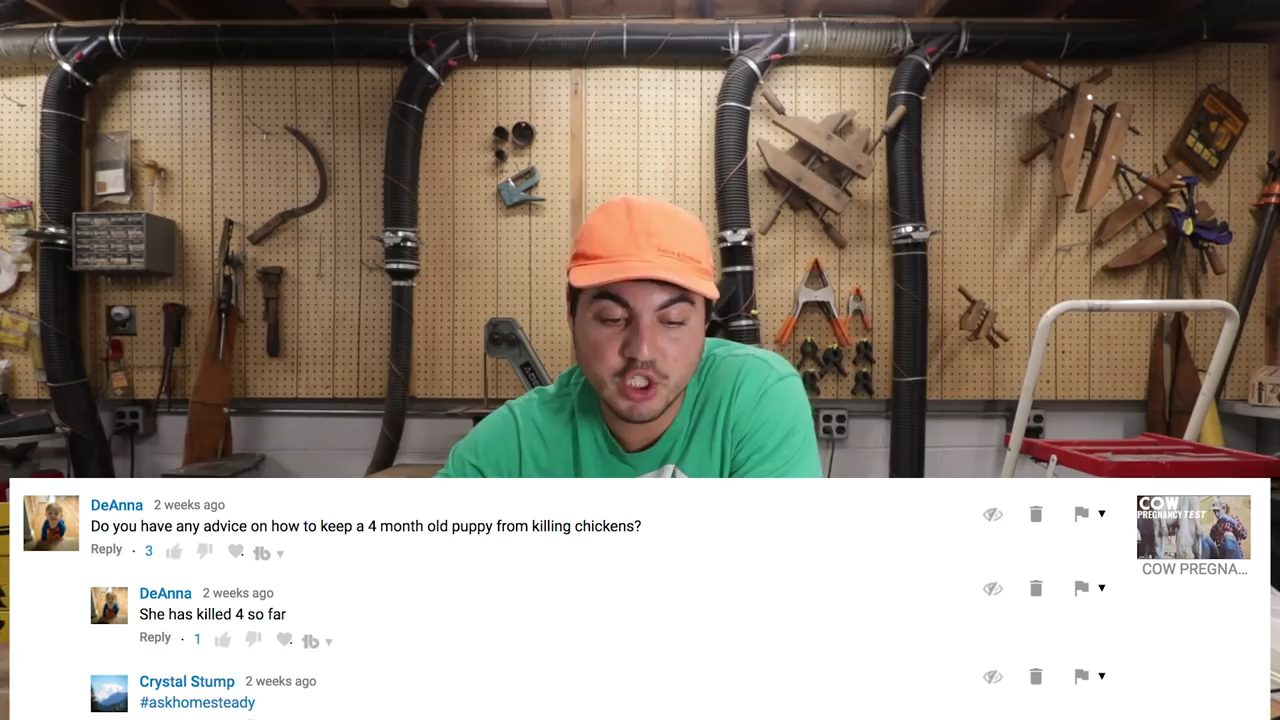 DeAnna 2 weeks ago
Do you have any advice on how to keep a 4 month old puppy from killing chickens?
Reply · 3
DeAnna 2 weeks ago
She has killed 4 so far
Reply · 1
Crystal Stump 2 weeks ago
#askhomesteady
COW
PREGNANCY TEST
COW PREGNA...